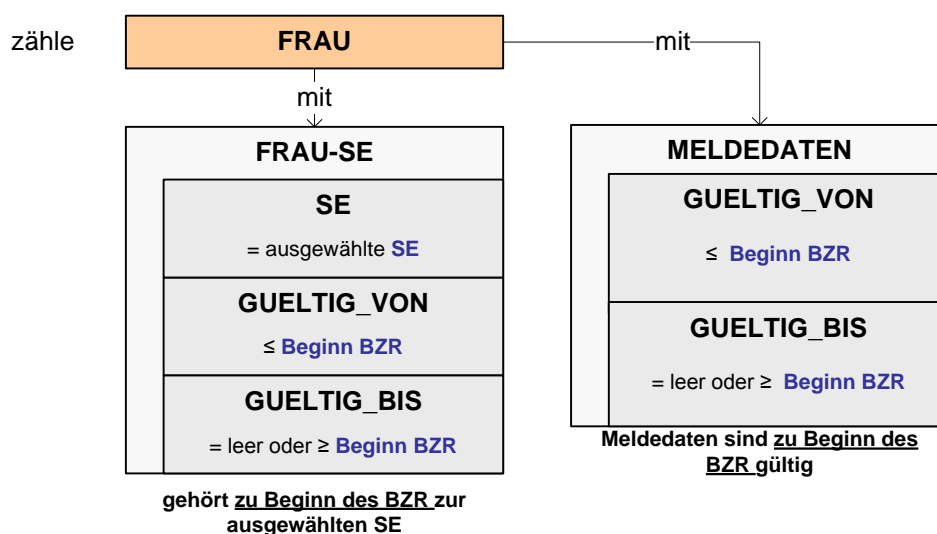 zähle
FRAU
mit
mit
FRAU-SE
SE
= ausgewählte SE
GUELTIG_VON
≤ Beginn BZR
GUELTIG_BIS
= leer oder ≥ Beginn BZR
gehört zu Beginn des BZR zur
ausgewählten SE
MELDEDATEN
GUELTIG_VON
≤ Beginn BZR
GUELTIG_BIS
= leer oder ≥ Beginn BZR
Meldedaten sind zu Beginn des
BZR gültig